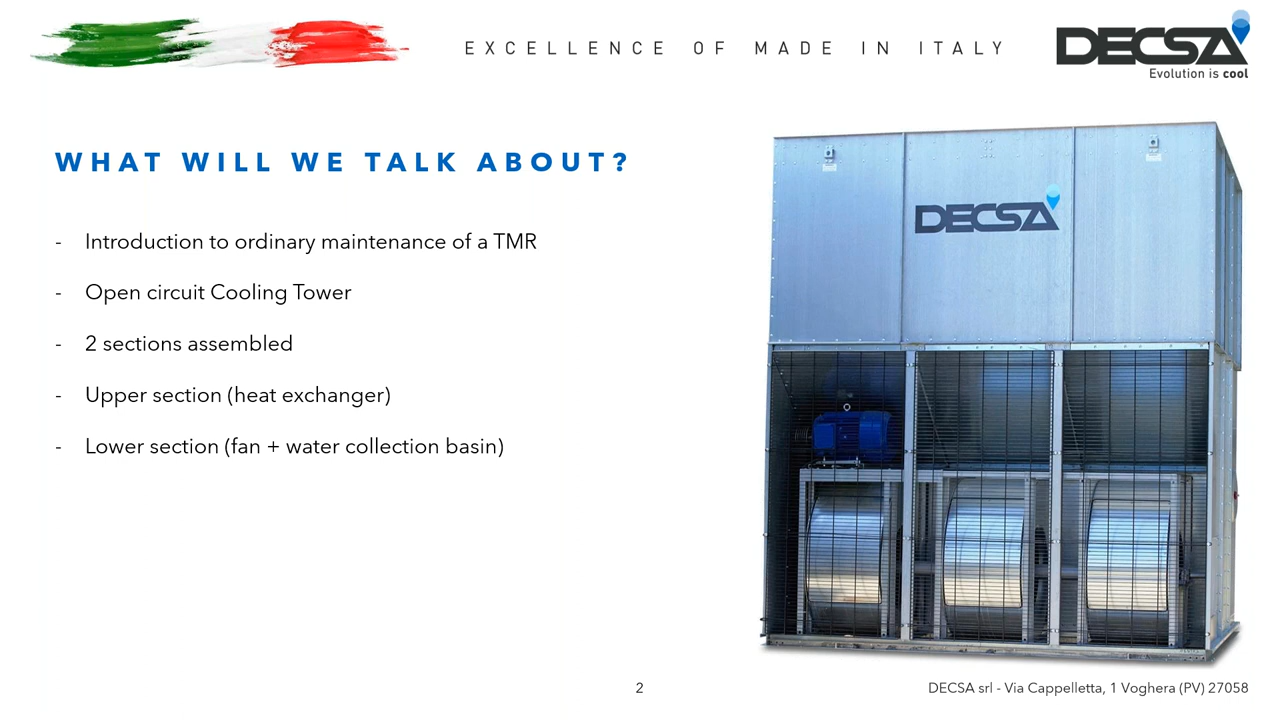 EXCELLENCE OF MADE IN ITALY
DECSA
Evolution is cool
WHAT WILL WE TALK ABOUT?
- Introduction to ordinary maintenance of a TMR
- Open circuit Cooling Tower
- 2 sections assembled
- Upper section (heat exchanger)
- Lower section (fan + water collection basin)
DECSA
2
DECSA srl - Via Cappelletta, 1 Voghera (PV) 27058